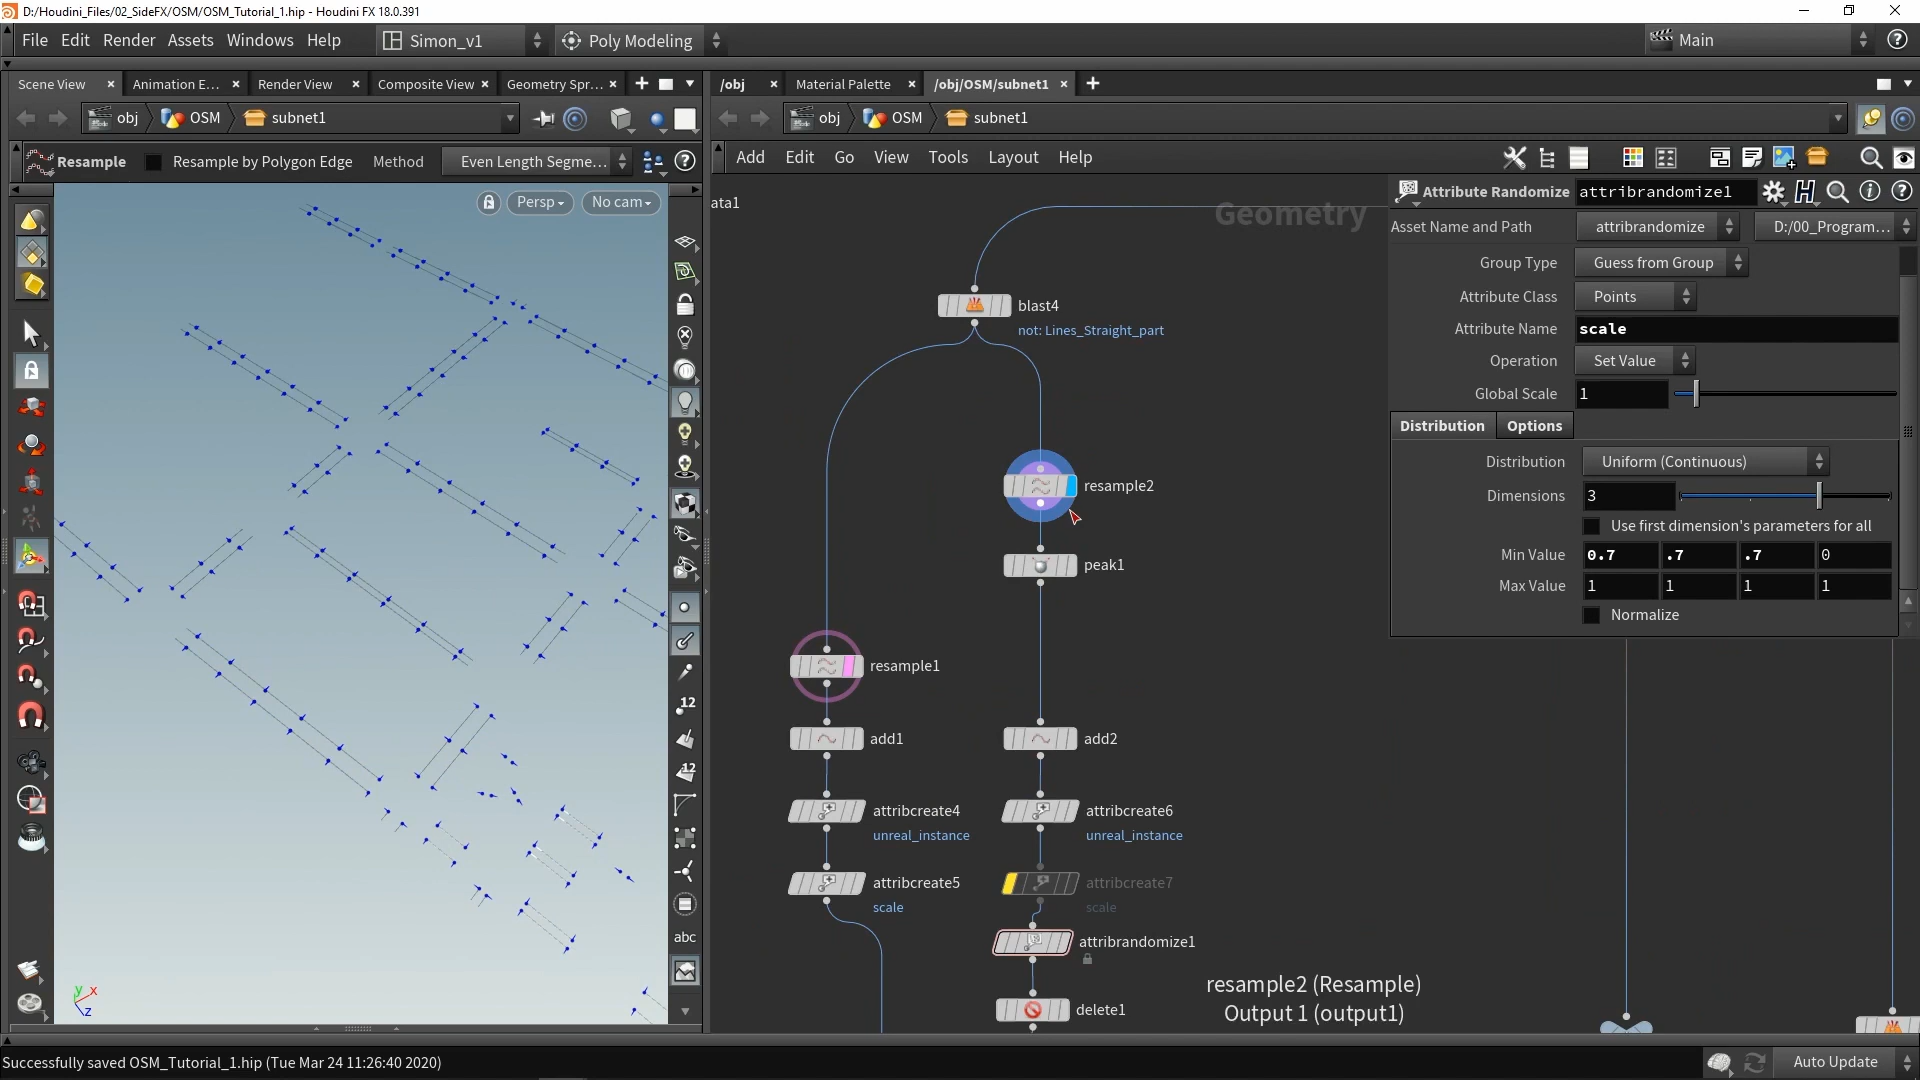 D:/Houdini_Files/02_SideFX/OSM/OSM_Tutorial_1.hip - Houdini FX 18.0.391
File Edit Render Assets Windows Help Simon_v1 Poly Modeling Main
Scene View Animation E... Render View Composite View Geometry Spr...
/obj Material Palette /obj/OSM/subnet1
obj OSM subnet1
obj OSM subnet1
Resample Resample by Polygon Edge Method Even Length Segme...
Add Edit Go View Tools Layout Help
Persp No cam
ata1
Geometry
Attribute Randomize attribrandomize1
Asset Name and Path attribrandomize D:/00_Program...
Group Type Guess from Group
Attribute Class Points
Attribute Name scale
Operation Set Value
Global Scale 1
Distribution Options
Distribution Uniform (Continuous)
Dimensions 3
Use first dimension's parameters for all
Min Value 0.7 .7 .7 0
Max Value 1 1 1 1
Normalize
blast4
not: Lines_Straight_part
resample2
peak1
resample1
add1
add2
attribcreate4
unreal_instance
attribcreate6
unreal_instance
attribcreate5
scale
attribcreate7
scale
attribrandomize1
delete1
resample2 (Resample)
Output 1 (output1)
12
12
abc
y x
z
Successfully saved OSM_Tutorial_1.hip (Tue Mar 24 11:26:40 2020)
Auto Update